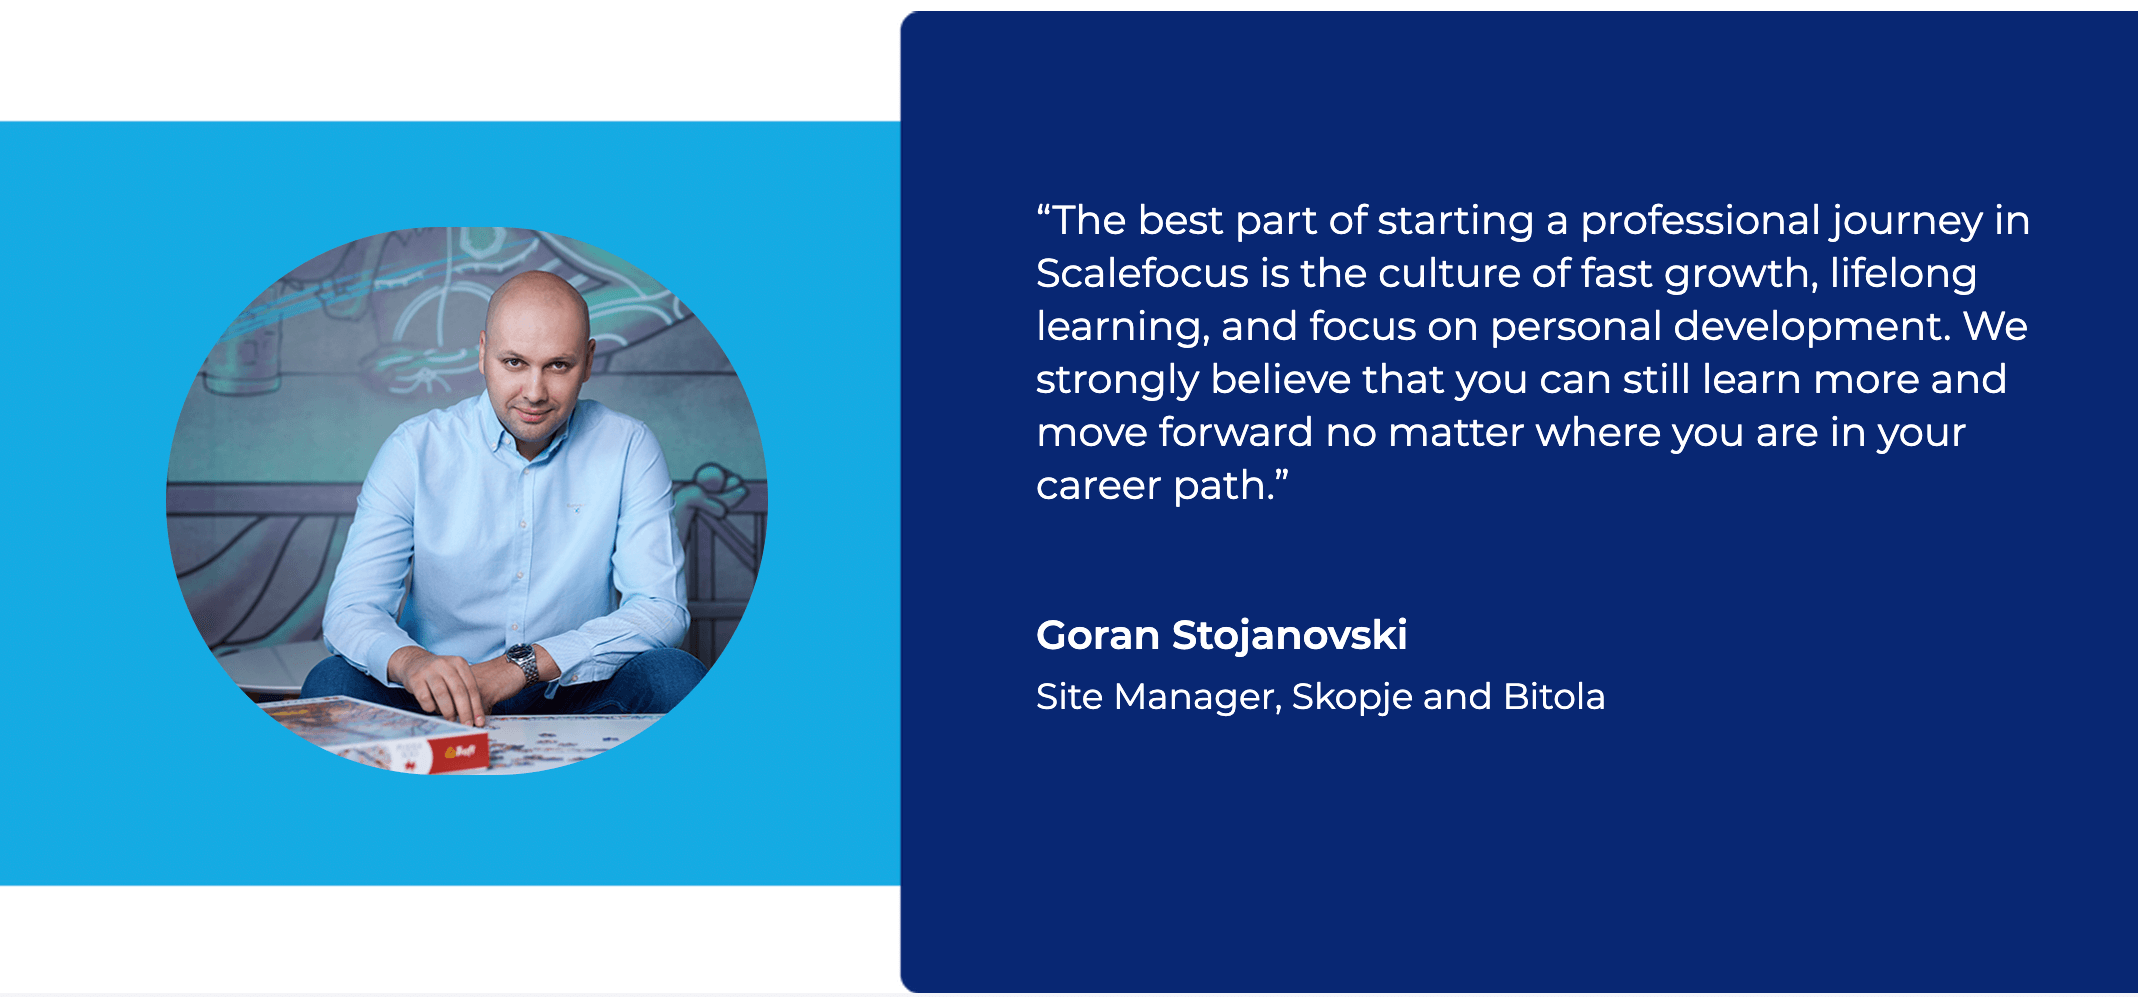 “The best part of starting a professional journey in
Scalefocus is the culture of fast growth, lifelong
learning, and focus on personal development. We
strongly believe that you can still learn more and
move forward no matter where you are in your
career path.”
Goran Stojanovski
Site Manager, Skopje and Bitola